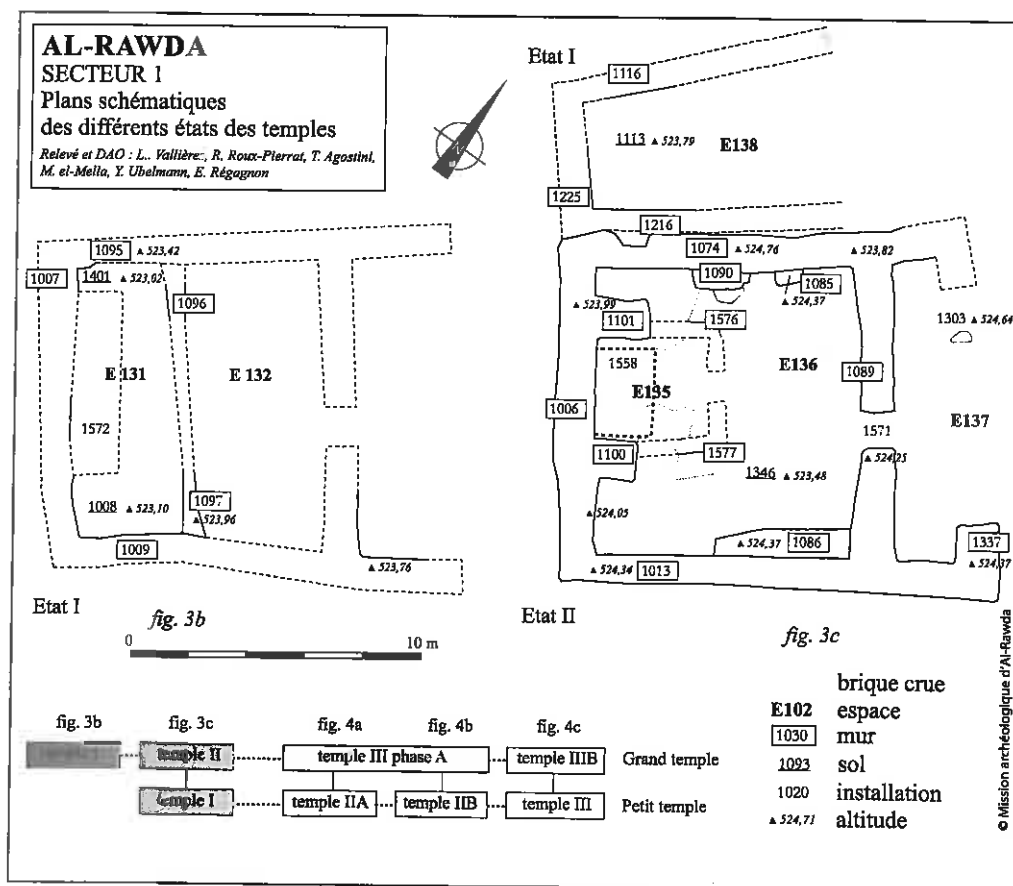 AL-RAWDA
SECTEUR 1
Plans schématiques
des différents états des temples
Relevé et DAO : L.. Vallière, R. Roux-Pierrat, T. Agostini,
M. el-Mella, Y. Ubelmann, E. Régagnon
Etat I
1116
1113 ▲ 523,79
E138
1225
1216
1095
▲ 523,42
1074
▲ 524,76
▲ 523,82
1007
1401
▲ 523,02
1090
1085
1096
▲ 523,99
▲ 524,37
1101
1576
1303 ▲ 524,64
E 131
E 132
1558
E136
E135
1089
1006
1572
1571
E137
1100
1577
▲ 524,25
1008 ▲ 523,10
1097
1346 ▲ 523,48
▲ 523,96
▲ 524,05
1009
▲ 524,37
1086
1337
▲ 523,76
▲ 524,34
1013
▲ 524,37
Etat I
fig. 3b
Etat II
fig. 3c
0
10 m
brique crue
E102 espace
1030 mur
1093 sol
1020 installation
▲ 524,71 altitude
fig. 3b
fig. 3c
fig. 4a
fig. 4b
fig. 4c
temple II
temple III phase A
temple IIIB
Grand temple
temple I
temple IIA
temple IIB
temple III
Petit temple
© Mission archéologique d'Al-Rawda